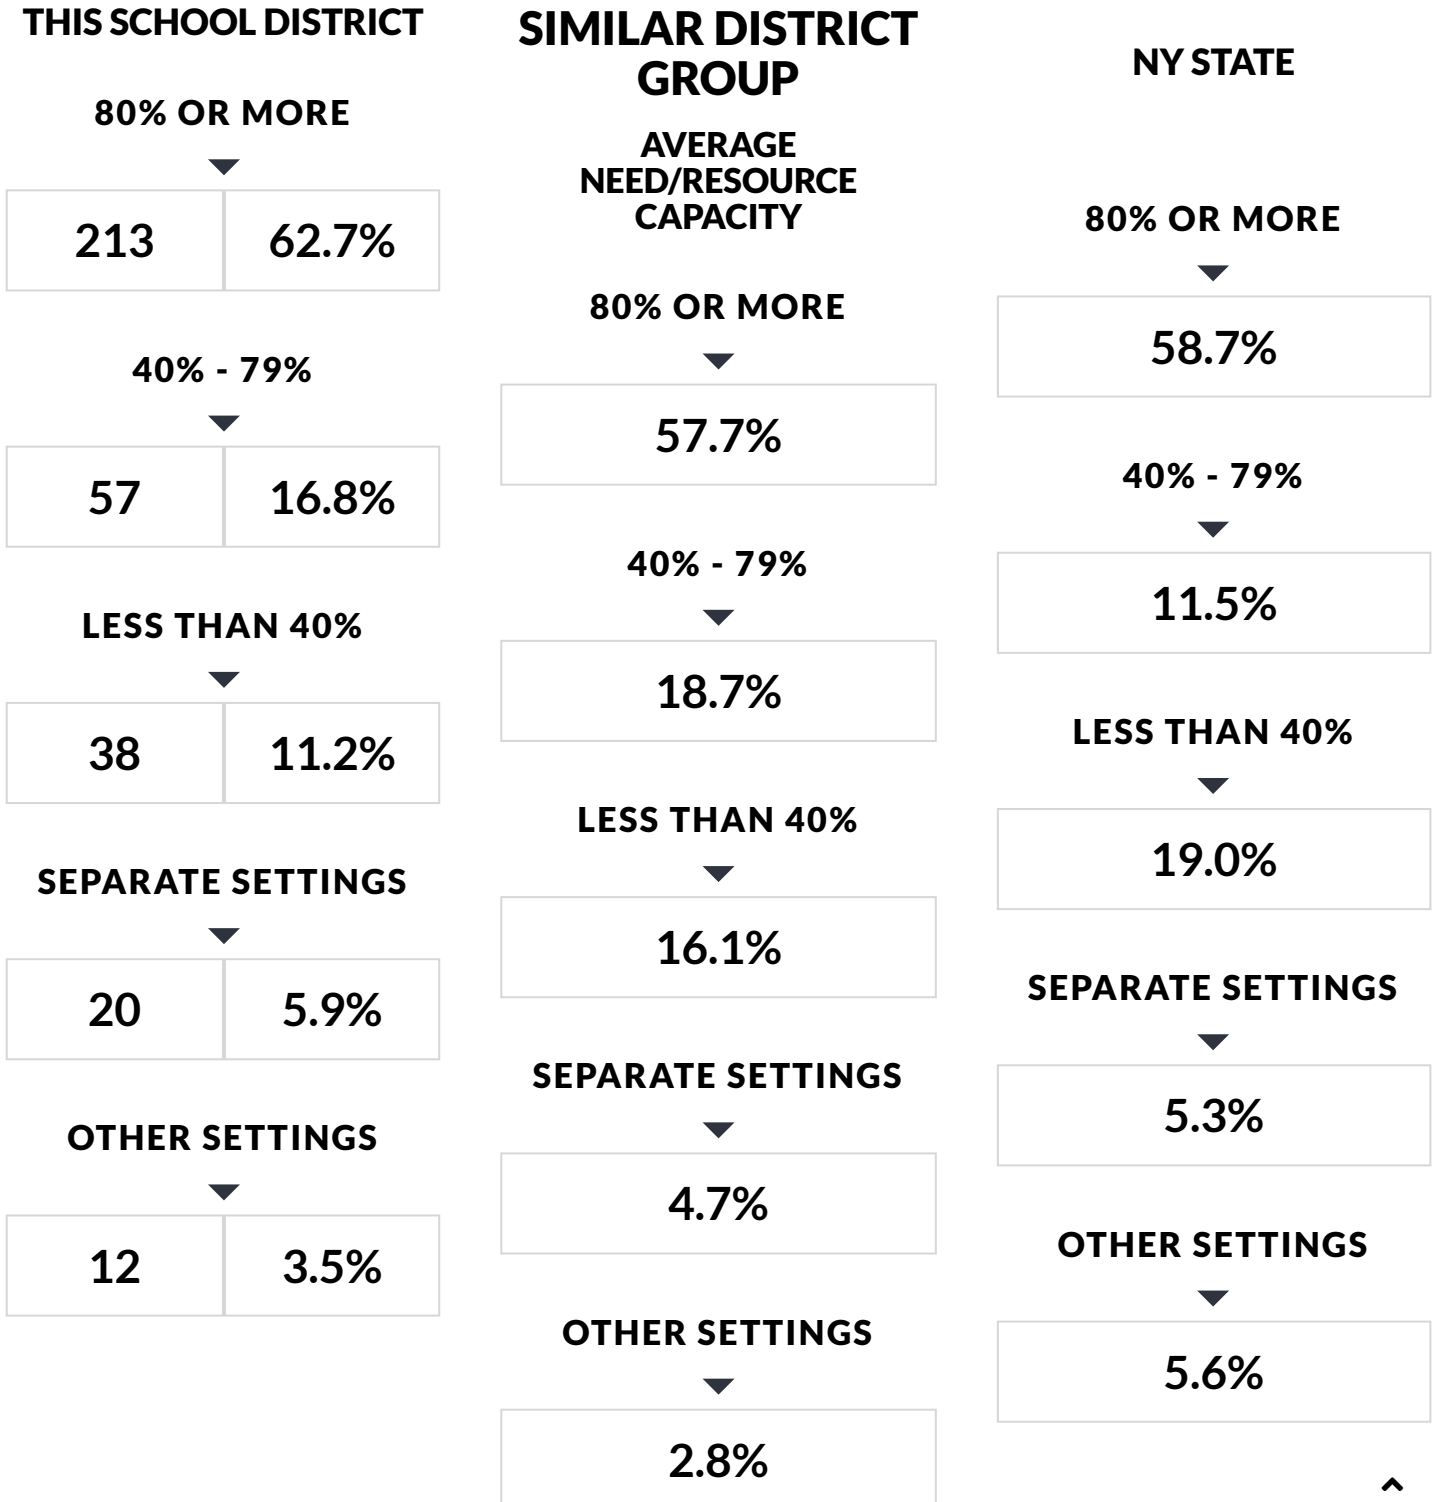 THIS SCHOOL DISTRICT
80% OR MORE
213 62.7%
40% - 79%
57 16.8%
LESS THAN 40%
38 11.2%
SEPARATE SETTINGS
20 5.9%
OTHER SETTINGS
12 3.5%
SIMILAR DISTRICT
GROUP
AVERAGE
NEED/RESOURCE
CAPACITY
80% OR MORE
57.7%
40% - 79%
18.7%
LESS THAN 40%
16.1%
SEPARATE SETTINGS
4.7%
OTHER SETTINGS
2.8%
NY STATE
80% OR MORE
58.7%
40% - 79%
11.5%
LESS THAN 40%
19.0%
SEPARATE SETTINGS
5.3%
OTHER SETTINGS
5.6%